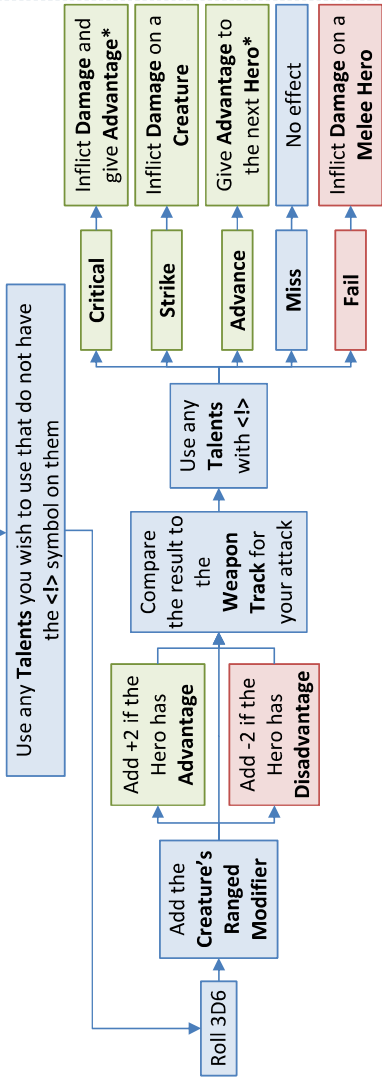 Use any Talents you wish to use that do not have
the <!> symbol on them
Roll 3D6
Add the
Creature's
Ranged
Modifier
Add +2 if the
Hero has
Advantage
Add -2 if the
Hero has
Disadvantage
Compare
the result to
the
Weapon
Track for
your attack
Use any
Talents
with <!>
Critical
Inflict Damage and
give Advantage*
Strike
Inflict Damage on a
Creature
Advance
Give Advantage to
the next Hero*
Miss
No effect
Fail
Inflict Damage on a
Melee Hero